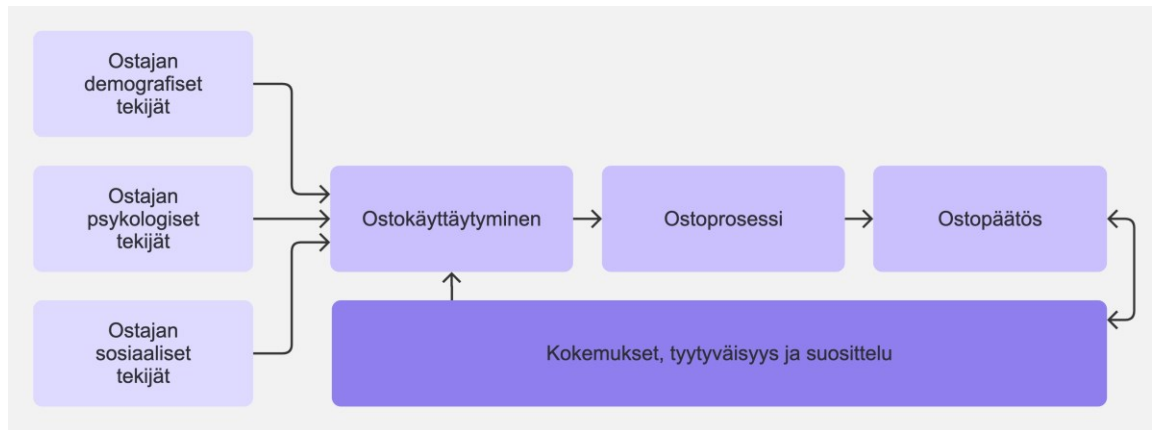 Ostajan
demografiset
tekijät
Ostajan
psykologiset
tekijät
Ostajan
sosiaaliset
tekijät
Ostokäyttäytyminen
Ostoprosessi
Ostopäätös
Kokemukset, tyytyväisyys ja suosittelu